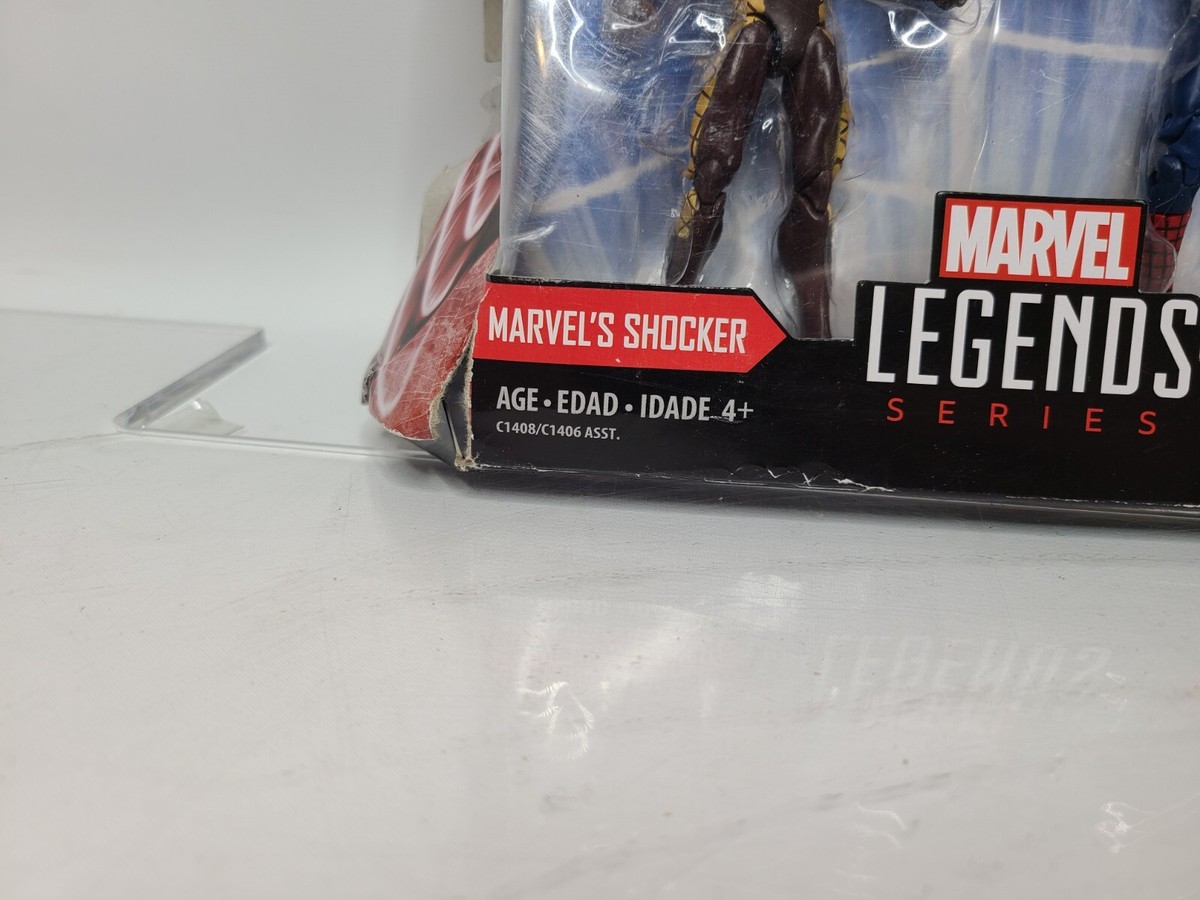 MARVEL
LEGENDS
SERIES
MARVEL'S SHOCKER
AGE • EDAD • IDADE 4+
C1408/C1406 ASST.